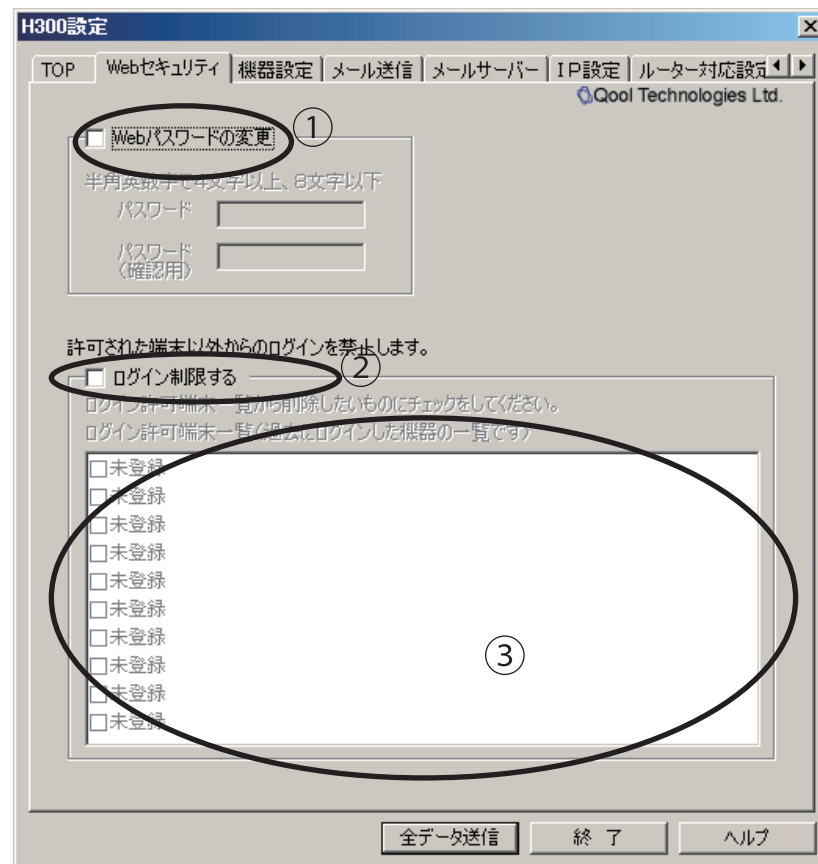 H300設定
TOP Webセキュリティ 機器設定 メール送信 メールサーバー IP設定 ルーター対応設定
Qool Technologies Ltd.
Webパスワードの変更 ①
半角英数字で4文字以上、8文字以下
パスワード
パスワード
(確認用)
許可された端末以外からのログインを禁止します。
ログイン制限する ②
ログイン許可端末一覧から削除したいものにチェックをしてください。
ログイン許可端末一覧(過去にログインした機器の一覧です)
未登録
未登録
未登録
未登録
未登録
未登録
未登録
未登録
未登録
未登録
③
全データ送信 終了 ヘルプ